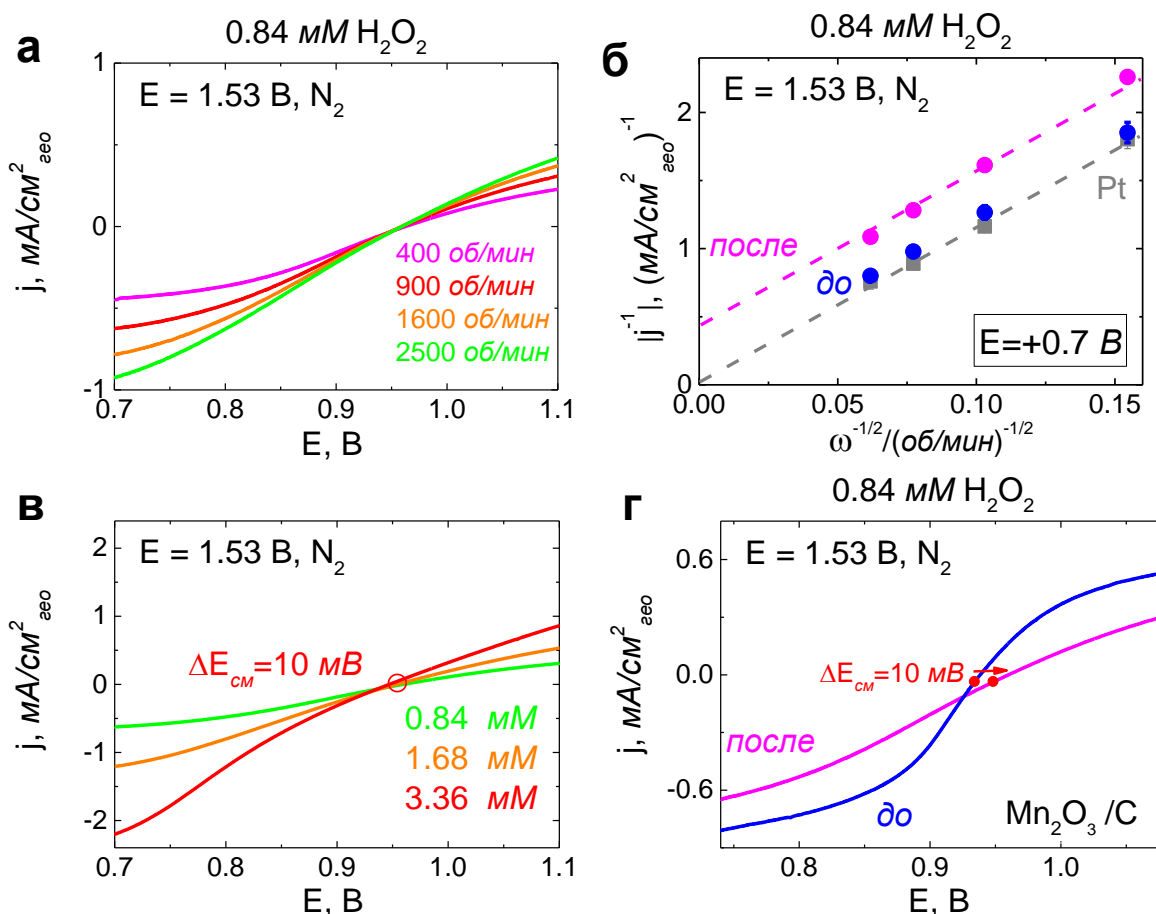 а
0.84 мM H₂O₂
E = 1.53 В, N₂
j, мА/см²гео
1
0
-1
400 об/мин
900 об/мин
1600 об/мин
2500 об/мин
0.7 0.8 0.9 1.0 1.1
E, В
б
0.84 мM H₂O₂
E = 1.53 В, N₂
|j⁻¹|, (мА/см²гео)⁻¹
2
1
0
после
до
Pt
E=+0.7 В
0.00 0.05 0.10 0.15
ω⁻¹/²/(об/мин)⁻¹/²
в
E = 1.53 В, N₂
j, мА/см²гео
2
1
0
-1
-2
ΔEсм=10 мВ
0.84 мМ
1.68 мМ
3.36 мМ
0.7 0.8 0.9 1.0 1.1
E, В
г
0.84 мM H₂O₂
E = 1.53 В, N₂
j, мА/см²гео
0.6
0.0
-0.6
ΔEсм=10 мВ
после
до
Mn₂O₃ /C
0.8 0.9 1.0
E, В